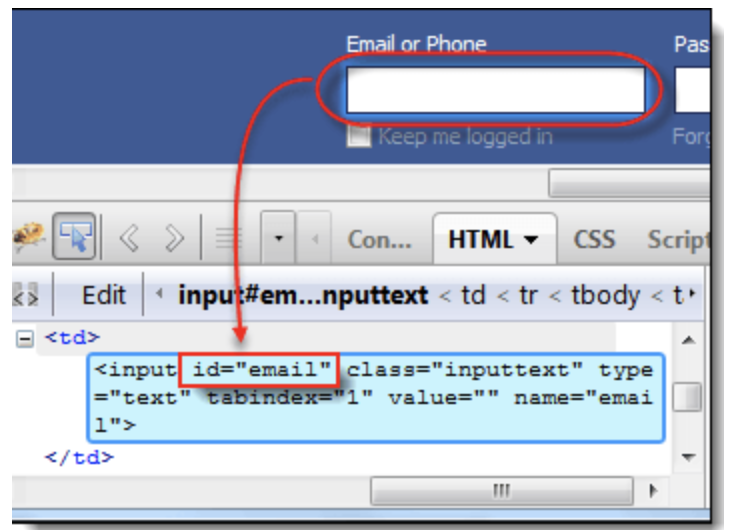 Email or Phone
Pas
Keep me logged in
Forg
Con... HTML CSS Script
Edit input#em...nputtext < td < tr < tbody < t
<td>
<input id="email" class="inputtext" type
="text" tabindex="1" value="" name="emai
l">
</td>